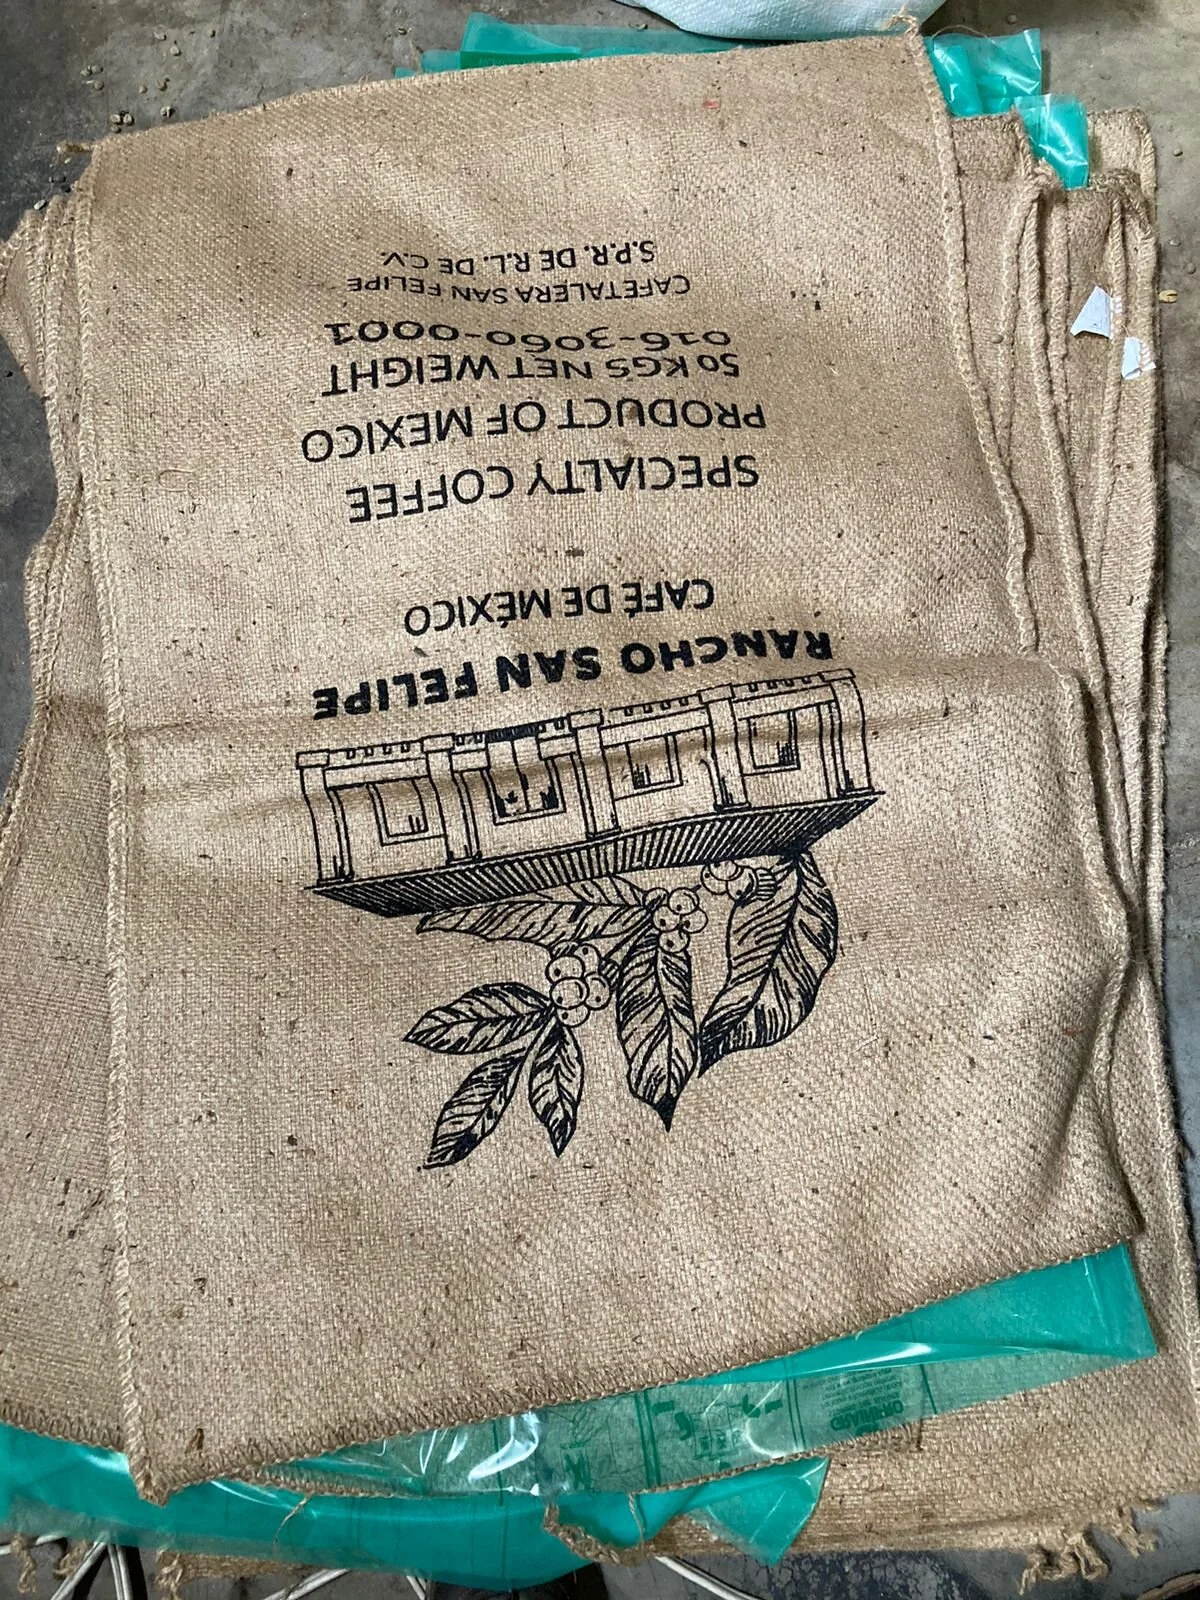 RANCHO SAN FELIPE
CAFÉ DE MÉXICO
SPECIALTY COFFEE
PRODUCT OF MEXICO
50 KGS NET WEIGHT
016-3060-0001
CAFETALERA SAN FELIPE
S.P.R. DE R.L. DE C.V.
GrainPro